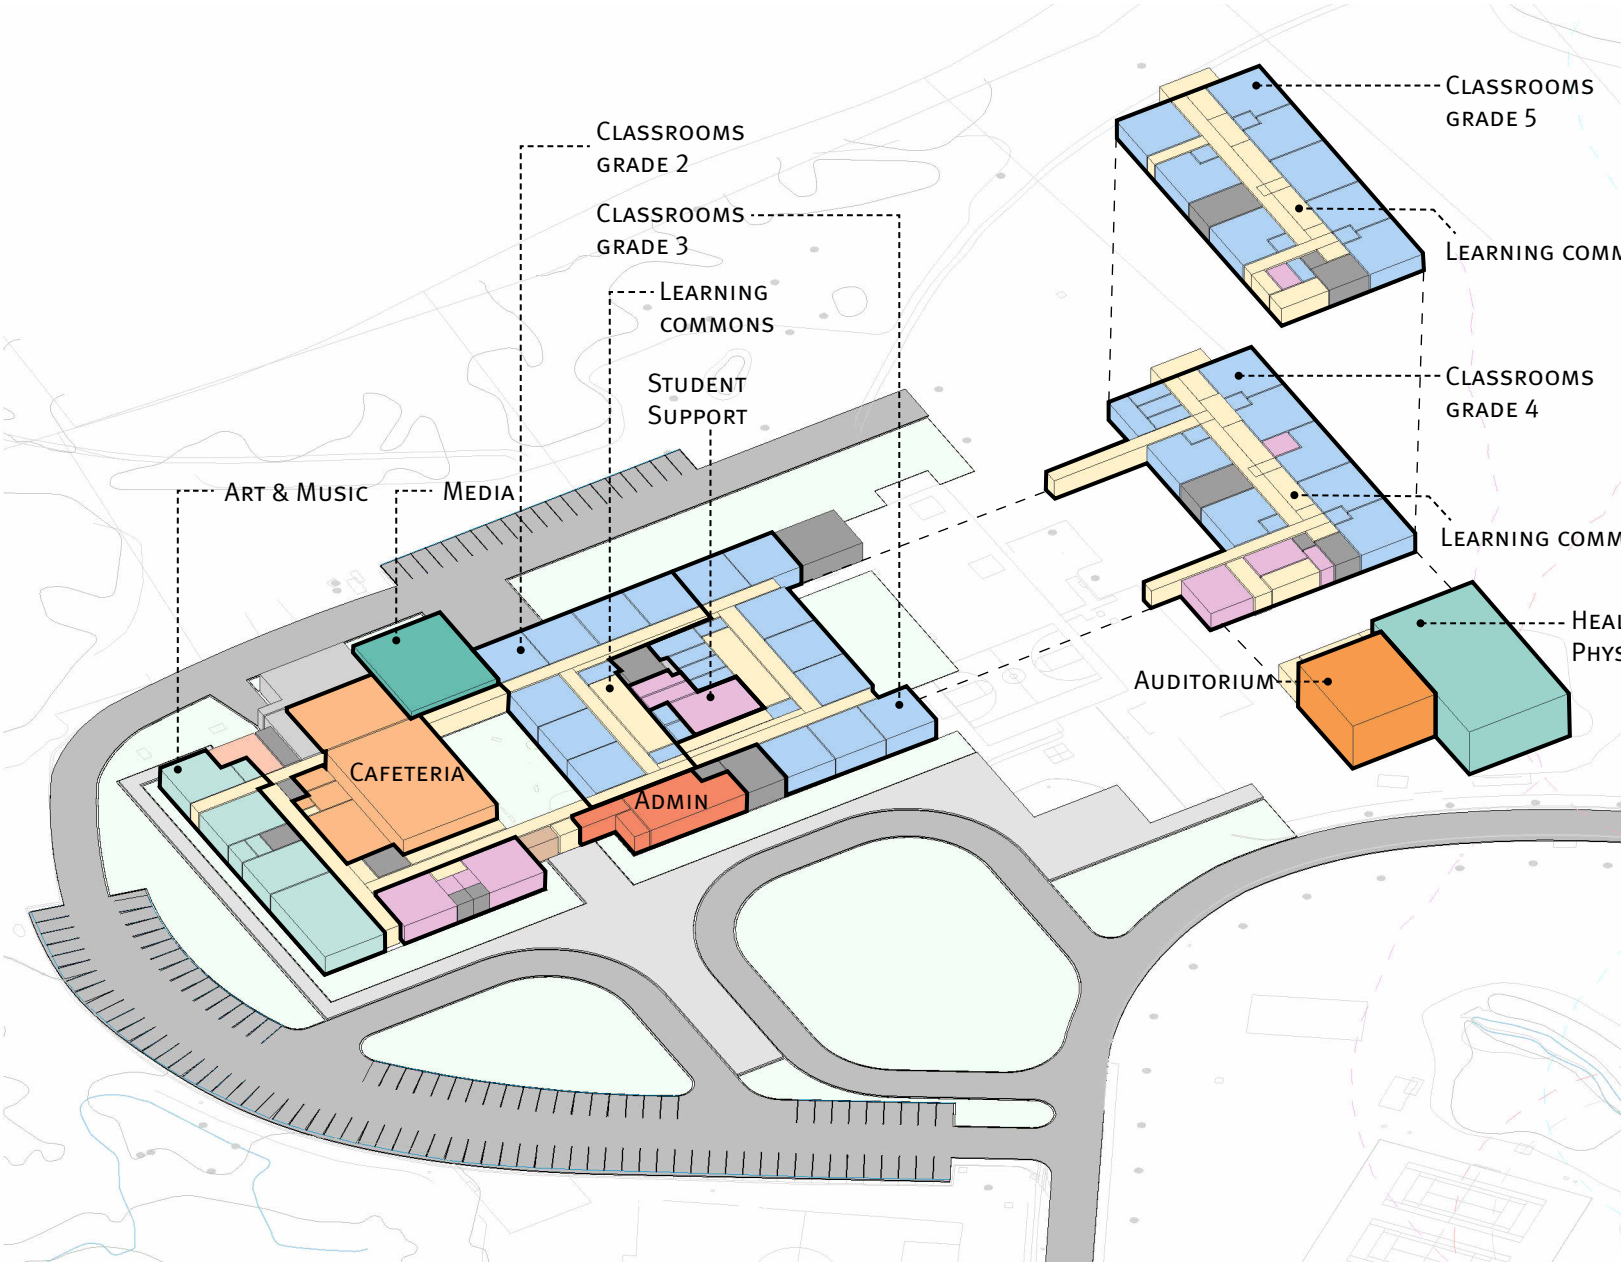 CLASSROOMS
GRADE 5
CLASSROOMS
GRADE 2
CLASSROOMS
GRADE 3
LEARNING COMM
LEARNING
COMMONS
STUDENT
SUPPORT
CLASSROOMS
GRADE 4
ART & MUSIC
MEDIA
LEARNING COMM
HEAL
PHYS
AUDITORIUM
CAFETERIA
ADMIN